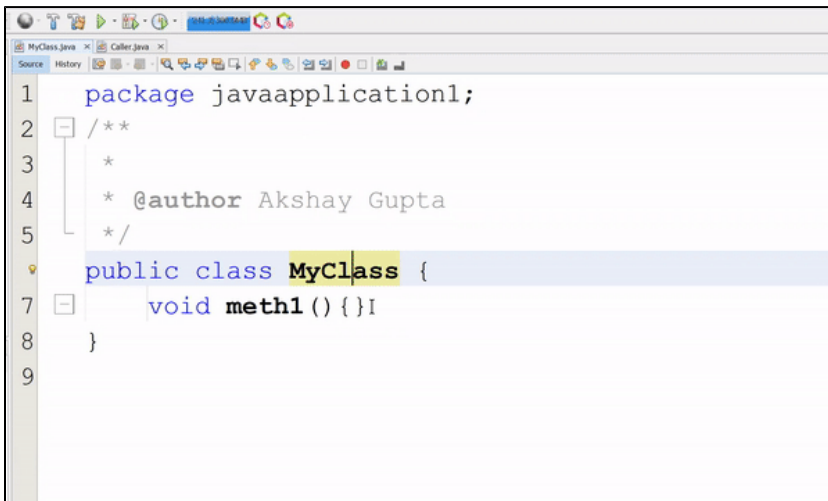 MyClass.java × Caller.java ×
Source History
1 package javaapplication1;
2 /**
3 *
4 * @author Akshay Gupta
5 */
public class MyClass {
7 void meth1(){}
8 }
9